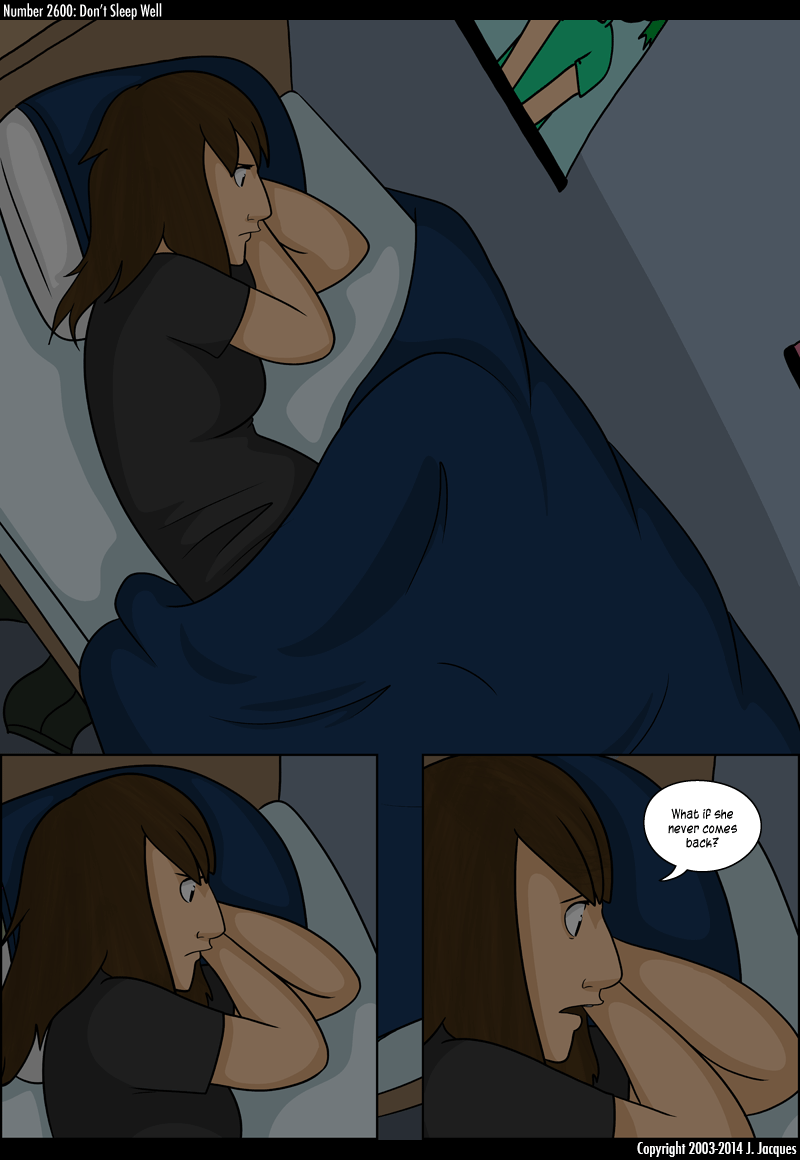 Number 2600: Don't Sleep Well
What if she
never comes
back?
Copyright 2003-2014 J. Jacques